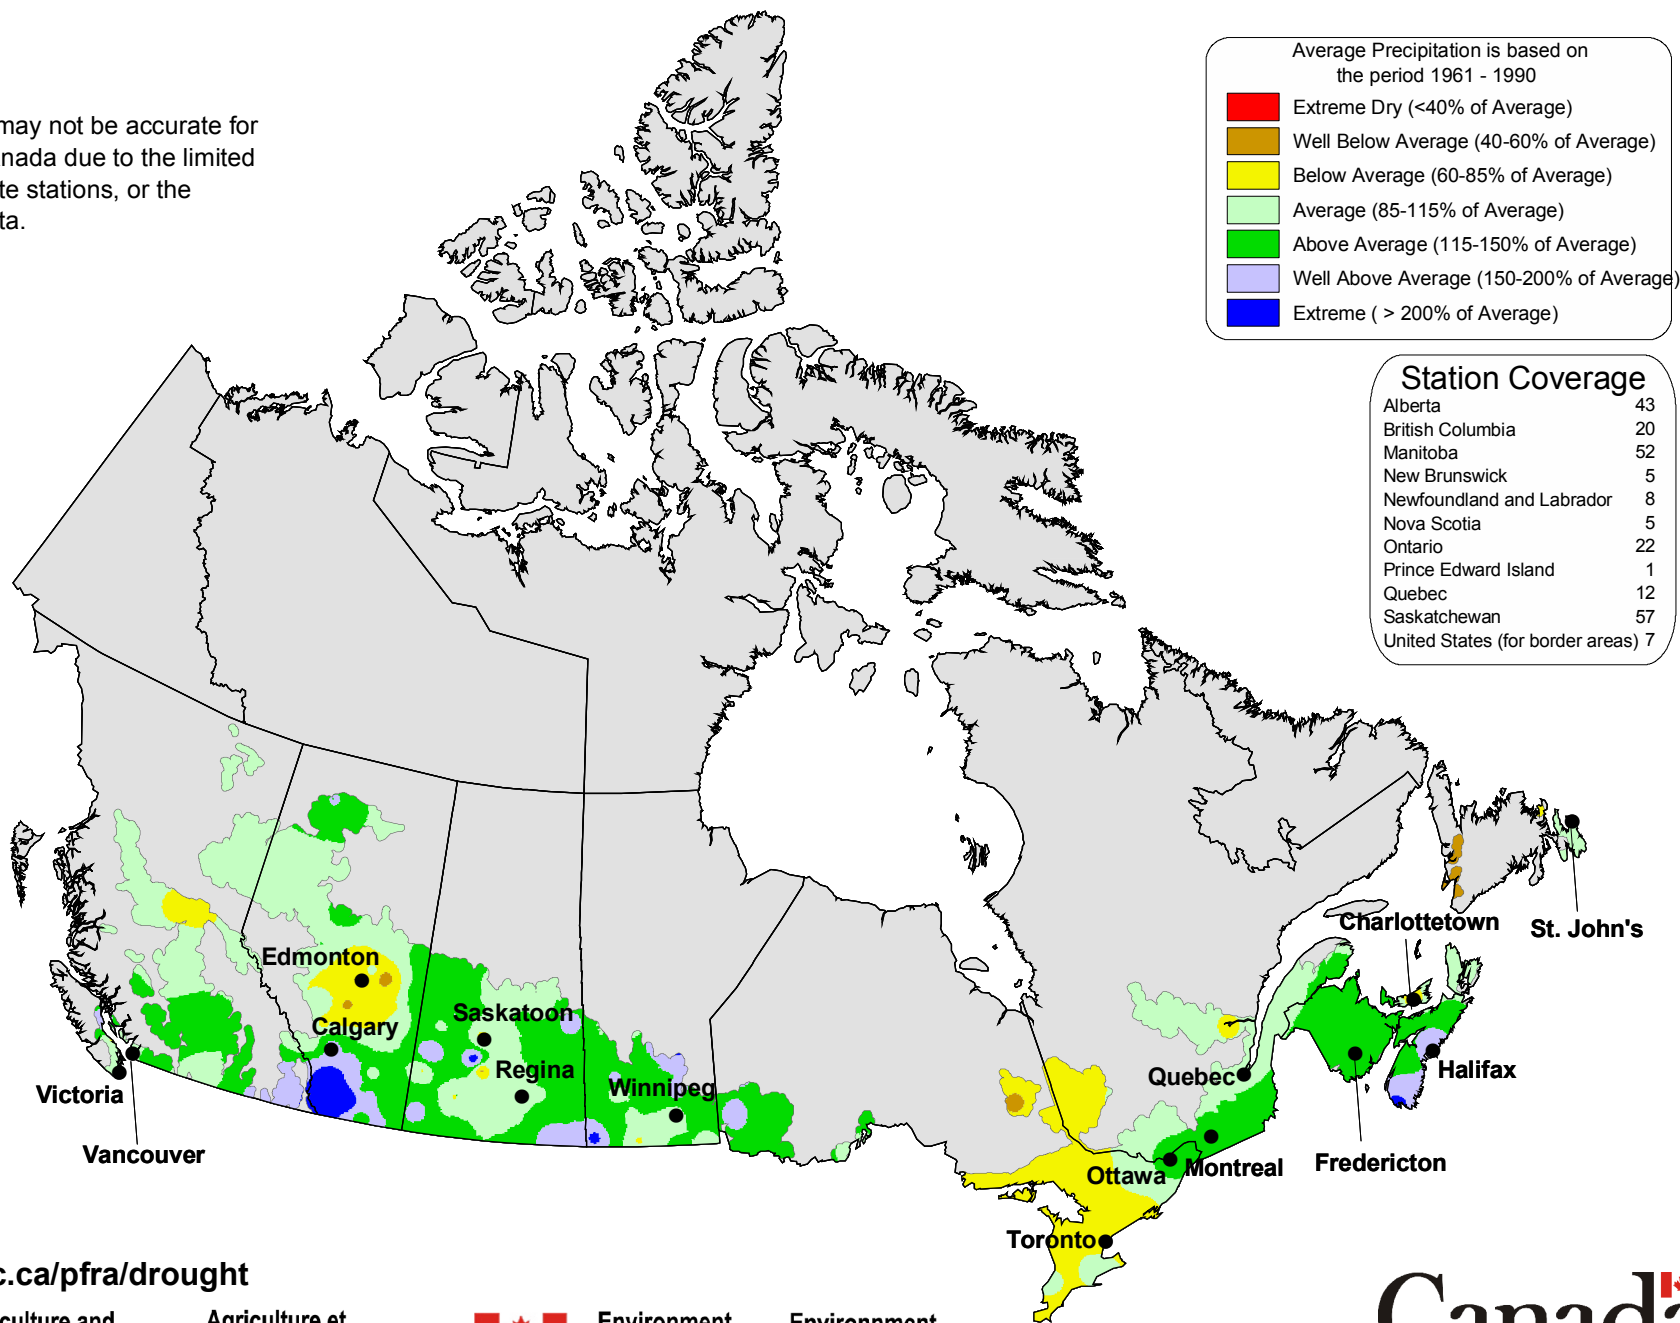 may not be accurate for
anada due to the limited
te stations, or the
ta.
Average Precipitation is based on
the period 1961 - 1990
Extreme Dry (<40% of Average)
Well Below Average (40-60% of Average)
Below Average (60-85% of Average)
Average (85-115% of Average)
Above Average (115-150% of Average)
Well Above Average (150-200% of Average)
Extreme ( > 200% of Average)
Station Coverage
Alberta 43
British Columbia 20
Manitoba 52
New Brunswick 5
Newfoundland and Labrador 8
Nova Scotia 5
Ontario 22
Prince Edward Island 1
Quebec 12
Saskatchewan 57
United States (for border areas) 7
Charlottetown
St. John's
Edmonton
Saskatoon
Calgary
Regina
Winnipeg
Victoria
Vancouver
Quebec
Halifax
Ottawa
Montreal
Fredericton
Toronto
c.ca/pfra/drought
culture and
Agriculture et
Environment
Environnement
Canada